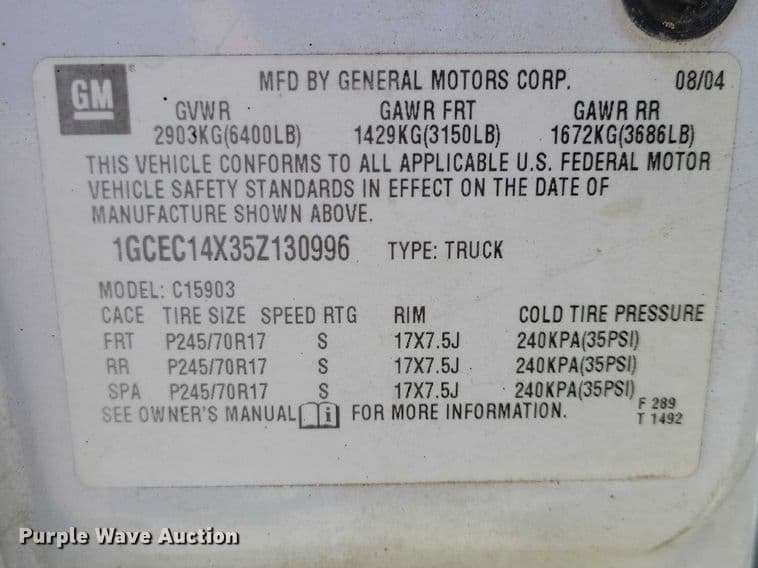 GM® MFD BY GENERAL MOTORS CORP. 08/04
GVWR GAWR FRT GAWR RR
2903KG(6400LB) 1429KG(3150LB) 1672KG(3686LB)
THIS VEHICLE CONFORMS TO ALL APPLICABLE U.S. FEDERAL MOTOR
VEHICLE SAFETY STANDARDS IN EFFECT ON THE DATE OF
MANUFACTURE SHOWN ABOVE.
1GCEC14X35Z130996 TYPE: TRUCK
MODEL: C15903
CACE TIRE SIZE SPEED RTG RIM COLD TIRE PRESSURE
FRT P245/70R17 S 17X7.5J 240KPA(35PSI)
RR P245/70R17 S 17X7.5J 240KPA(35PSI)
SPA P245/70R17 S 17X7.5J 240KPA(35PSI)
SEE OWNER'S MANUAL i FOR MORE INFORMATION.
F 289
T 1492
Purple Wave Auction